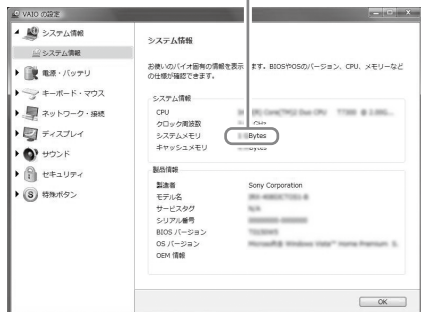 VAIO の設定
システム情報
システム情報
電源・バッテリ
キーボード・マウス
ネットワーク・接続
ディスプレイ
サウンド
セキュリティ
特殊ボタン
システム情報
お使いのバイオ固有の情報を表示 ます。BIOSやOSのバージョン、CPU、メモリーなど
の仕様が確認できます。
システム情報
CPU
クロック周波数 GHz
システムメモリ Bytes
キャッシュメモリ Bytes
製品情報
製造者 Sony Corporation
モデル名
サービスタグ
シリアル番号
BIOS バージョン
OS バージョン
OEM 情報
OK